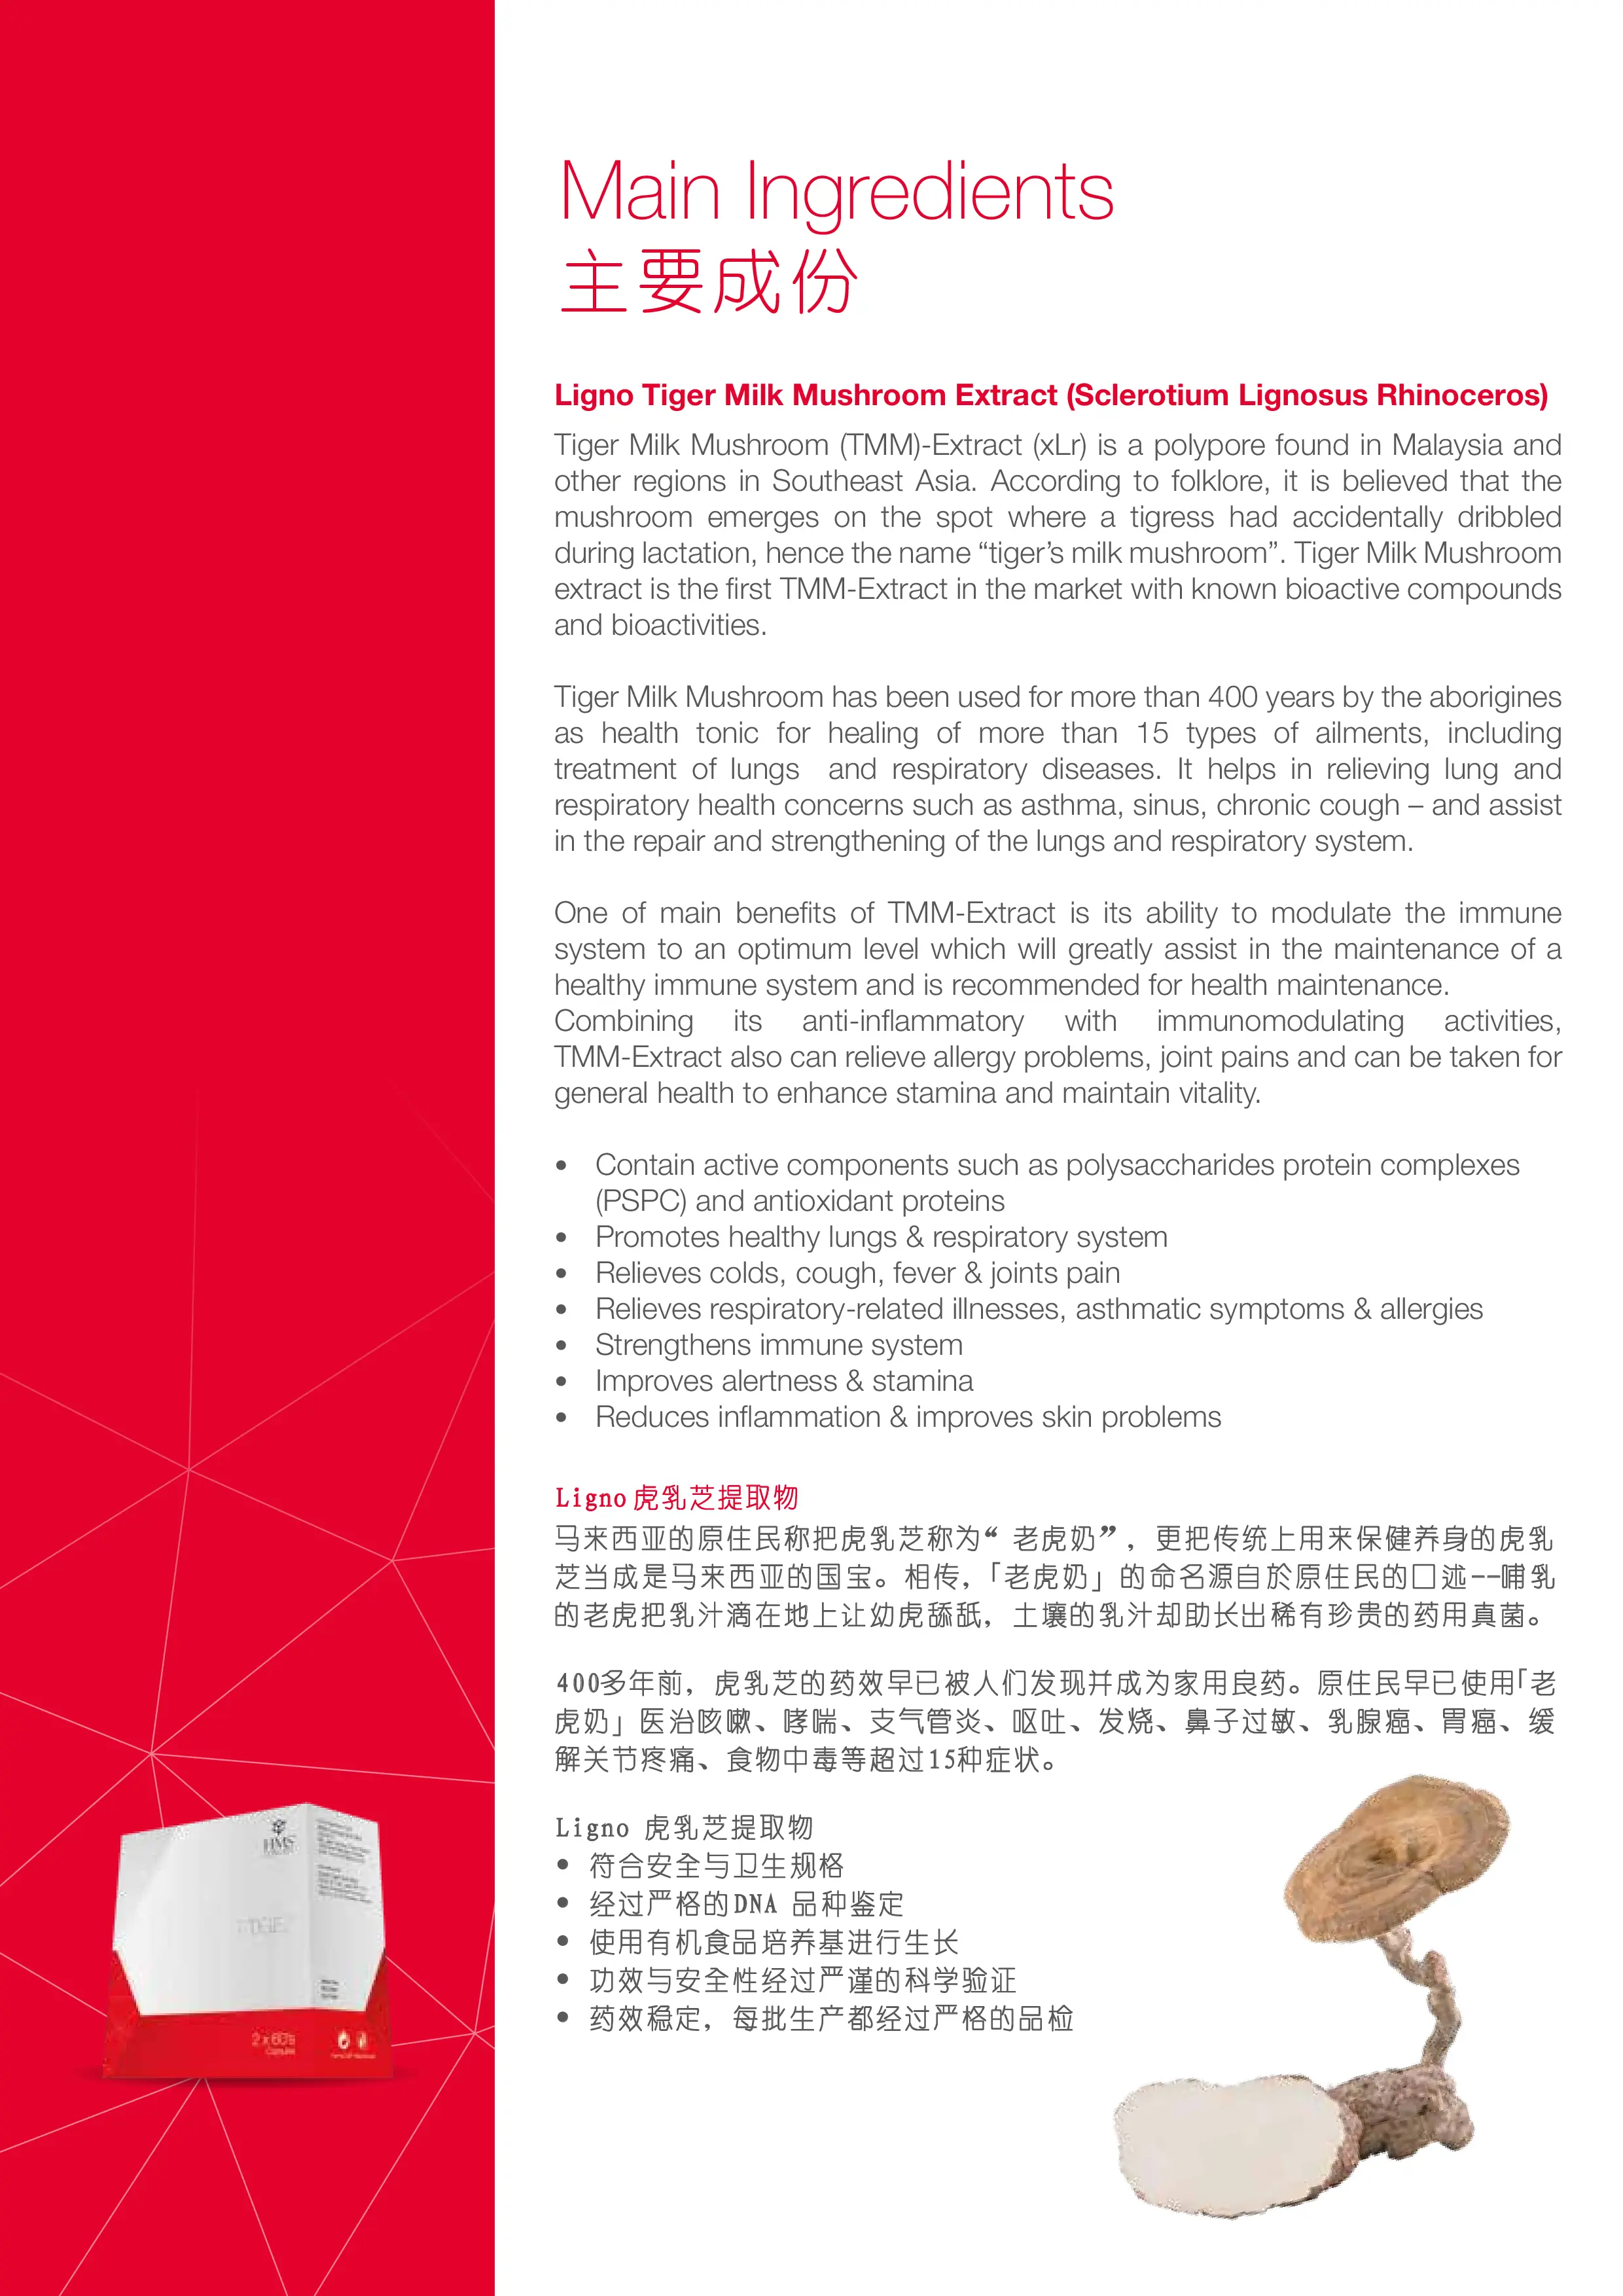 Main Ingredients
主要成份
Ligno Tiger Milk Mushroom Extract (Sclerotium Lignosus Rhinoceros)
Tiger Milk Mushroom (TMM)-Extract (xLr) is a polypore found in Malaysia and
other regions in Southeast Asia. According to folklore, it is believed that the
mushroom emerges on the spot where a tigress had accidentally dribbled
during lactation, hence the name “tiger’s milk mushroom”. Tiger Milk Mushroom
extract is the first TMM-Extract in the market with known bioactive compounds
and bioactivities.
Tiger Milk Mushroom has been used for more than 400 years by the aborigines
as health tonic for healing of more than 15 types of ailments, including
treatment of lungs and respiratory diseases. It helps in relieving lung and
respiratory health concerns such as asthma, sinus, chronic cough – and assist
in the repair and strengthening of the lungs and respiratory system.
One of main benefits of TMM-Extract is its ability to modulate the immune
system to an optimum level which will greatly assist in the maintenance of a
healthy immune system and is recommended for health maintenance.
Combining its anti-inflammatory with immunomodulating activities,
TMM-Extract also can relieve allergy problems, joint pains and can be taken for
general health to enhance stamina and maintain vitality.
• Contain active components such as polysaccharides protein complexes
(PSPC) and antioxidant proteins
• Promotes healthy lungs & respiratory system
• Relieves colds, cough, fever & joints pain
• Relieves respiratory-related illnesses, asthmatic symptoms & allergies
• Strengthens immune system
• Improves alertness & stamina
• Reduces inflammation & improves skin problems
Ligno 虎乳芝提取物
马来西亚的原住民称把虎乳芝称为“老虎奶”，更把传统上用来保健养身的虎乳
芝当成是马来西亚的国宝。相传，「老虎奶」的命名源自於原住民的口述--哺乳
的老虎把乳汁滴在地上让幼虎舔舐，土壤的乳汁却助长出稀有珍贵的药用真菌。
400多年前，虎乳芝的药效早已被人们发现并成为家用良药。原住民早已使用「老
虎奶」医治咳嗽、哮喘、支气管炎、呕吐、发烧、鼻子过敏、乳腺癌、胃癌、缓
解关节疼痛、食物中毒等超过15种症状。
Ligno 虎乳芝提取物
• 符合安全与卫生规格
• 经过严格的DNA 品种鉴定
• 使用有机食品培养基进行生长
• 功效与安全性经过严谨的科学验证
• 药效稳定，每批生产都经过严格的品检
HMS
2 x 60's
Capsules